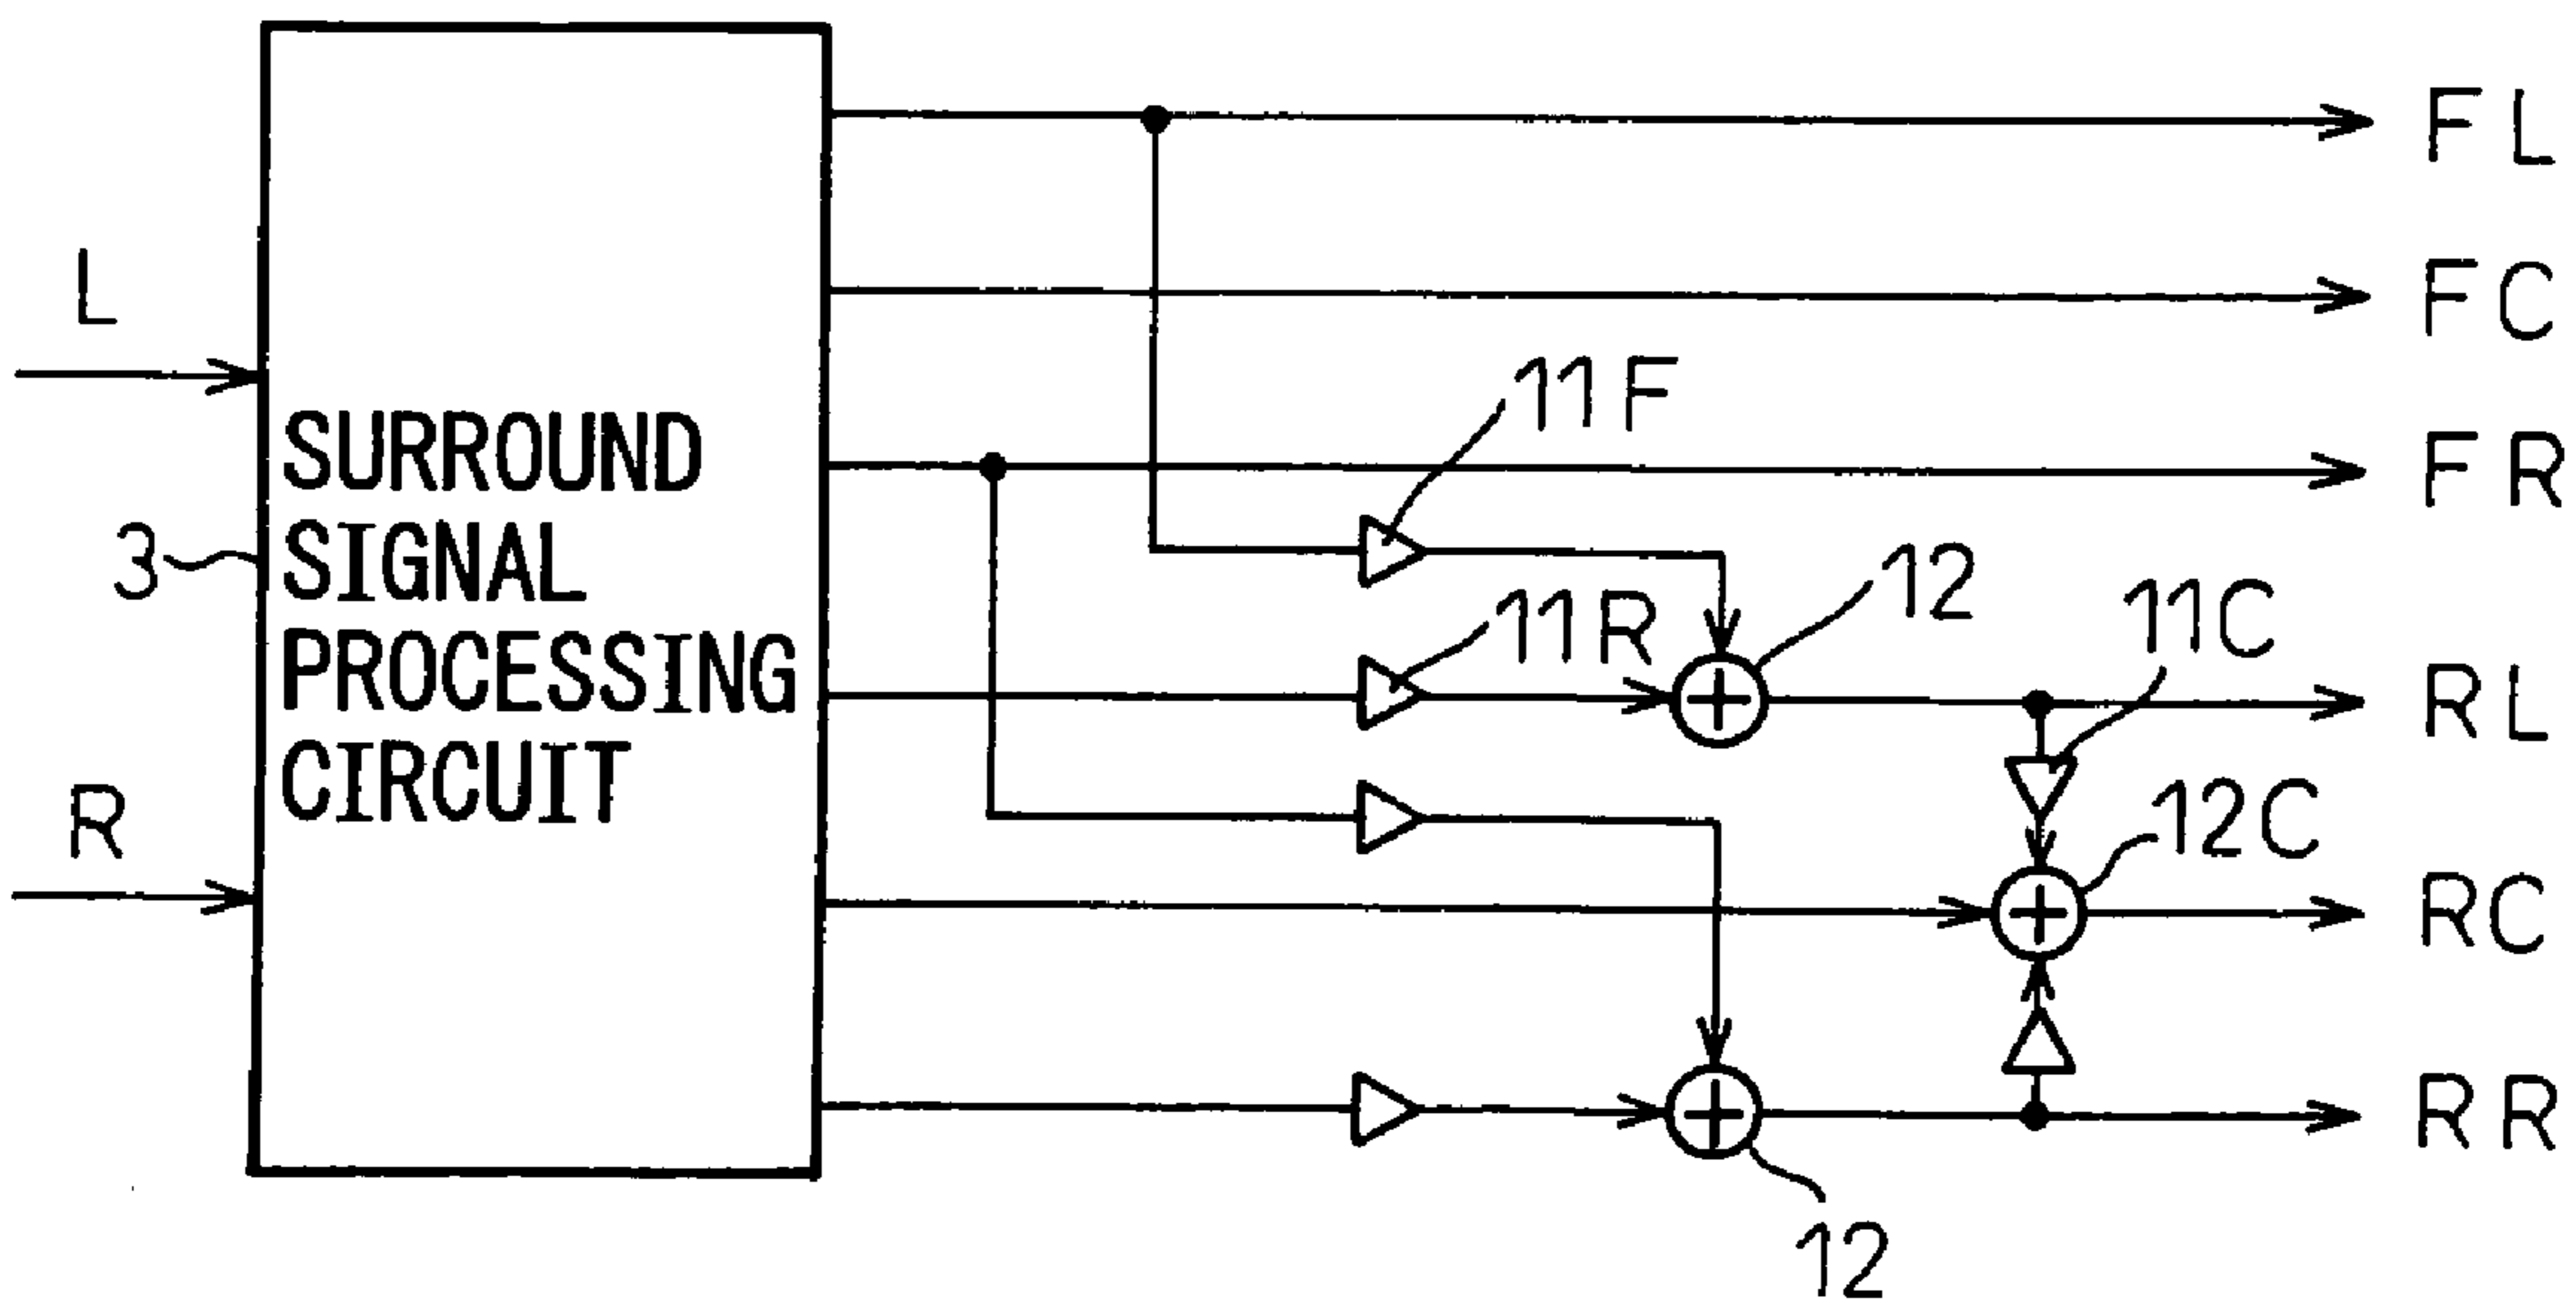 FL
L
FC
11F
SURROUND
FR
3
SIGNAL
12
11R
11C
PROCESSING
RL
CIRCUIT
R
12C
RC
RR
12